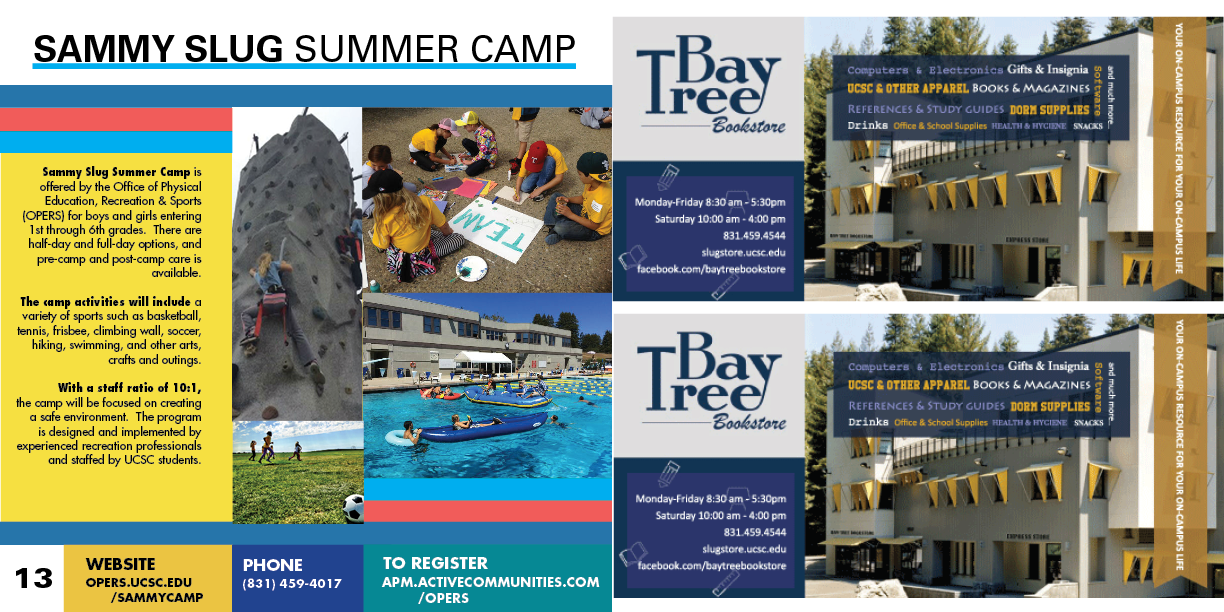 SAMMY SLUG SUMMER CAMP
Sammy Slug Summer Camp is
offered by the Office of Physical
Education, Recreation & Sports
(OPERS) for boys and girls entering
1st through 6th grades. There are
half-day and full-day options, and
pre-camp and post-camp care is
available.
The camp activities will include a
variety of sports such as basketball,
tennis, frisbee, climbing wall, soccer,
hiking, swimming, and other arts,
crafts and outings.
With a staff ratio of 10:1,
the camp will be focused on creating
a safe environment. The program
is designed and implemented by
experienced recreation professionals
and staffed by UCSC students.
TEAM
13
WEBSITE
OPERS.UCSC.EDU
/SAMMYCAMP
PHONE
(831) 459-4017
TO REGISTER
APM.ACTIVECOMMUNITIES.COM
/OPERS
Bay
Tree
Bookstore
Monday-Friday 8:30 am - 5:30pm
Saturday 10:00 am - 4:00 pm
831.459.4544
slugstore.ucsc.edu
facebook.com/baytreebookstore
Computers & Electronics Gifts & Insignia
UCSC & OTHER APPAREL BOOKS & MAGAZINES
REFERENCES & STUDY GUIDES DORM SUPPLIES
Drinks Office & School Supplies HEALTH & HYGIENE SNACKS
Software
and much more...
YOUR ON-CAMPUS RESOURCE FOR YOUR ON-CAMPUS LIFE
BAY TREE BOOKSTORE
EXPRESS STORE
Bay
Tree
Bookstore
Monday-Friday 8:30 am - 5:30pm
Saturday 10:00 am - 4:00 pm
831.459.4544
slugstore.ucsc.edu
facebook.com/baytreebookstore
Computers & Electronics Gifts & Insignia
UCSC & OTHER APPAREL BOOKS & MAGAZINES
REFERENCES & STUDY GUIDES DORM SUPPLIES
Drinks Office & School Supplies HEALTH & HYGIENE SNACKS
Software
and much more...
YOUR ON-CAMPUS RESOURCE FOR YOUR ON-CAMPUS LIFE
BAY TREE BOOKSTORE
EXPRESS STORE